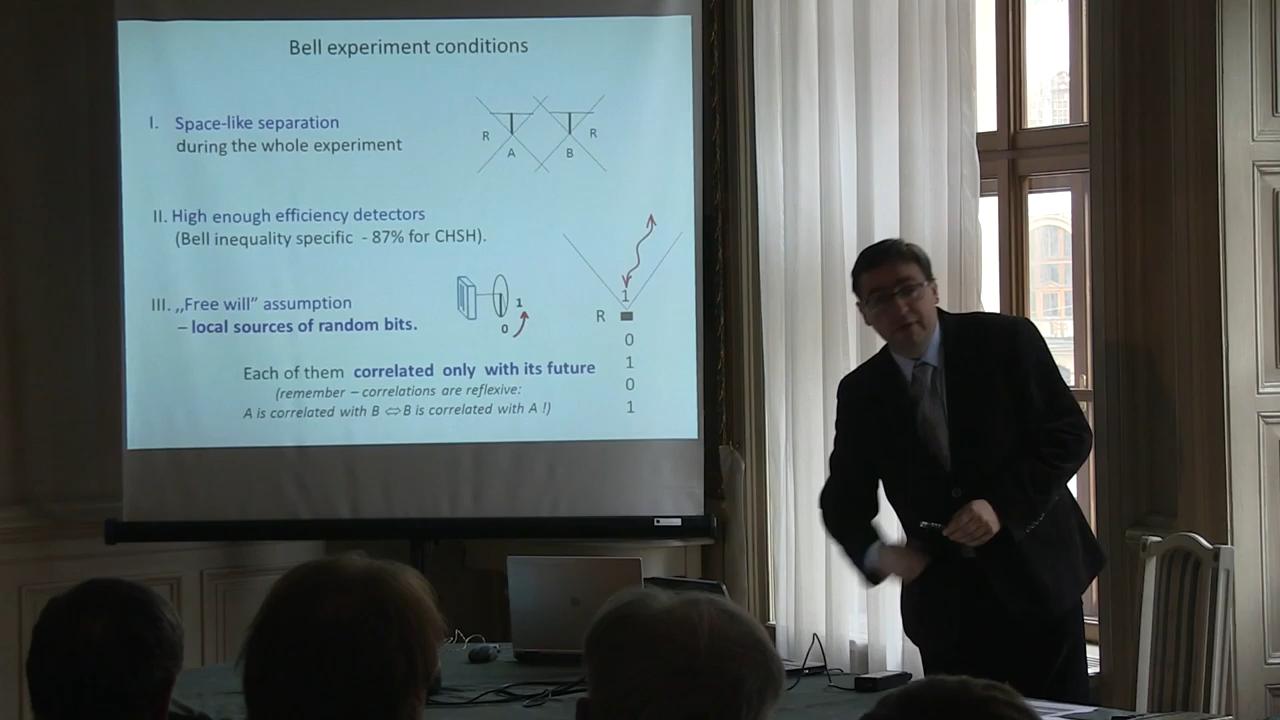 Bell experiment conditions
I. Space-like separation
during the whole experiment
R R
A B
II. High enough efficiency detectors
(Bell inequality specific - 87% for CHSH).
III. „Free will” assumption
– local sources of random bits.
1
0
1
R
0
1
0
1
Each of them correlated only with its future
(remember – correlations are reflexive:
A is correlated with B ⇔ B is correlated with A !)